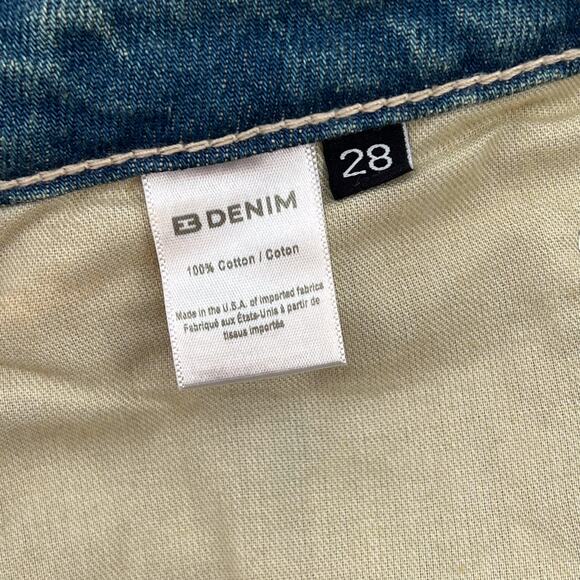 28
DENIM
100% Cotton / Coton
Made in the U.S.A. of imported fabrics
Fabriqué aux États-Unis à partir de
tissus importés